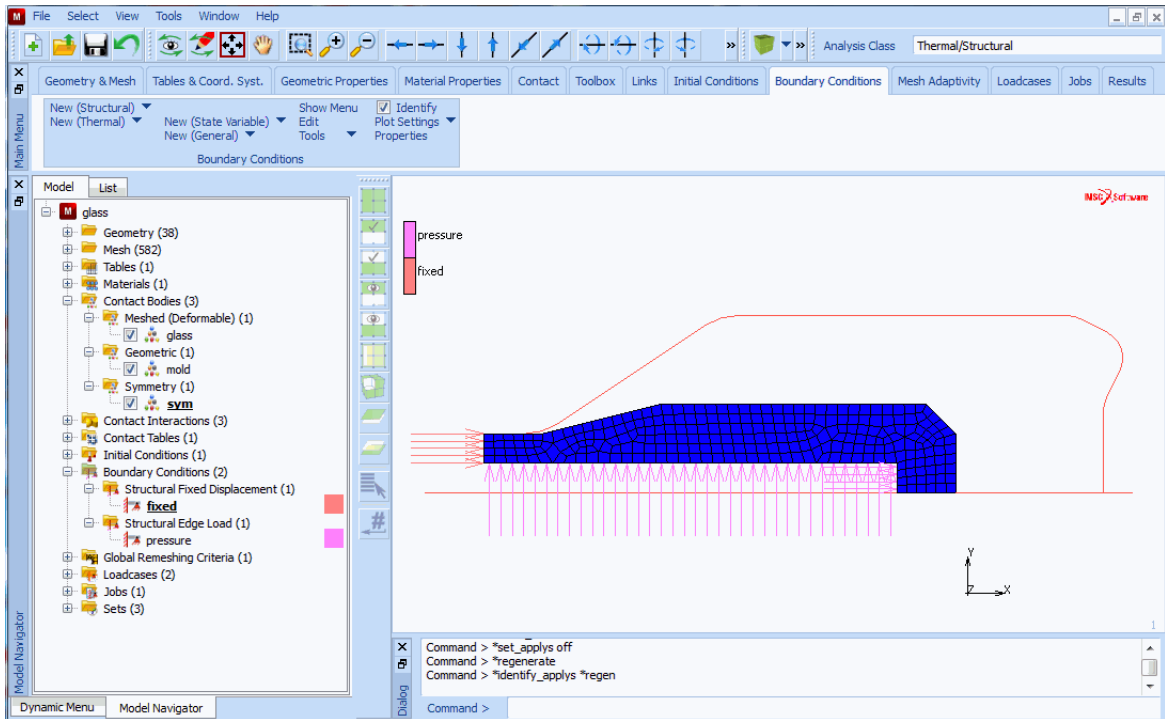 M File Select View Tools Window Help
» » Analysis Class Thermal/Structural
Geometry & Mesh Tables & Coord. Syst. Geometric Properties Material Properties Contact Toolbox Links Initial Conditions Boundary Conditions Mesh Adaptivity Loadcases Jobs Results
New (Structural) Show Menu Identify
New (Thermal) New (State Variable) Edit Plot Settings
New (General) Tools Properties
Boundary Conditions
Main Menu
Model List
M glass
Geometry (38)
Mesh (582)
Tables (1)
Materials (1)
Contact Bodies (3)
Meshed (Deformable) (1)
glass
Geometric (1)
mold
Symmetry (1)
sym
Contact Interactions (3)
Contact Tables (1)
Initial Conditions (1)
Boundary Conditions (2)
Structural Fixed Displacement (1)
fixed
Structural Edge Load (1)
pressure
Global Remeshing Criteria (1)
Loadcases (2)
Jobs (1)
Sets (3)
Model Navigator
Dynamic Menu Model Navigator
#
MSC Software
pressure
fixed
Y
Z X
1
Command > *set_applys off
Command > *regenerate
Command > *identify_applys *regen
Dialog
Command >